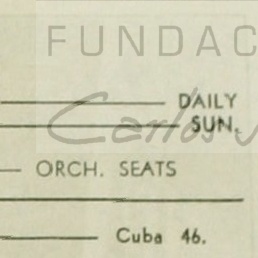 FUNDAC
DAILY
Carlos
SUN.
ORCH. SEATS
Cuba 46.